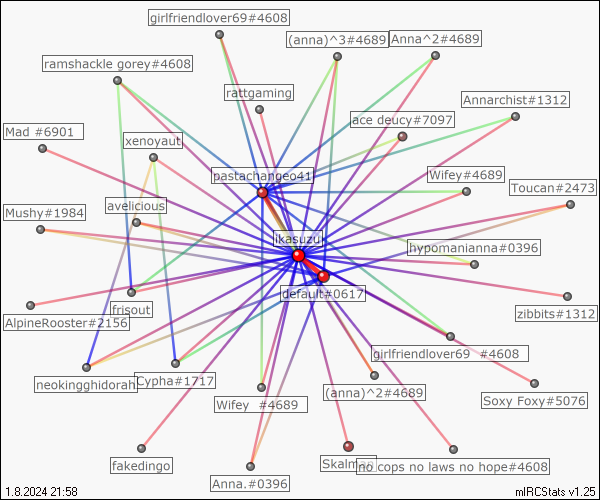 girlfriendlover69#4608
(anna)^3#4689
Anna^2#4689
ramshackle gorey#4608
rattgaming
Annarchist#1312
ace deucy#7097
Mad #6901
xenoyaut
pastachangeo41
Wifey#4689
Toucan#2473
Mushy#1984
avelicious
ikasuzu
hypomanianna#0396
default#0617
frisout
zibbits#1312
AlpineRooster#2156
girlfriendlover69  #4608
neokingghidorah
Cypha#1717
(anna)^2#4689
Soxy Foxy#5076
Wifey  #4689
fakedingo
Anna.#0396
no cops no laws no hope#4608
1.8.2024 21:58
mIRCStats v1.25